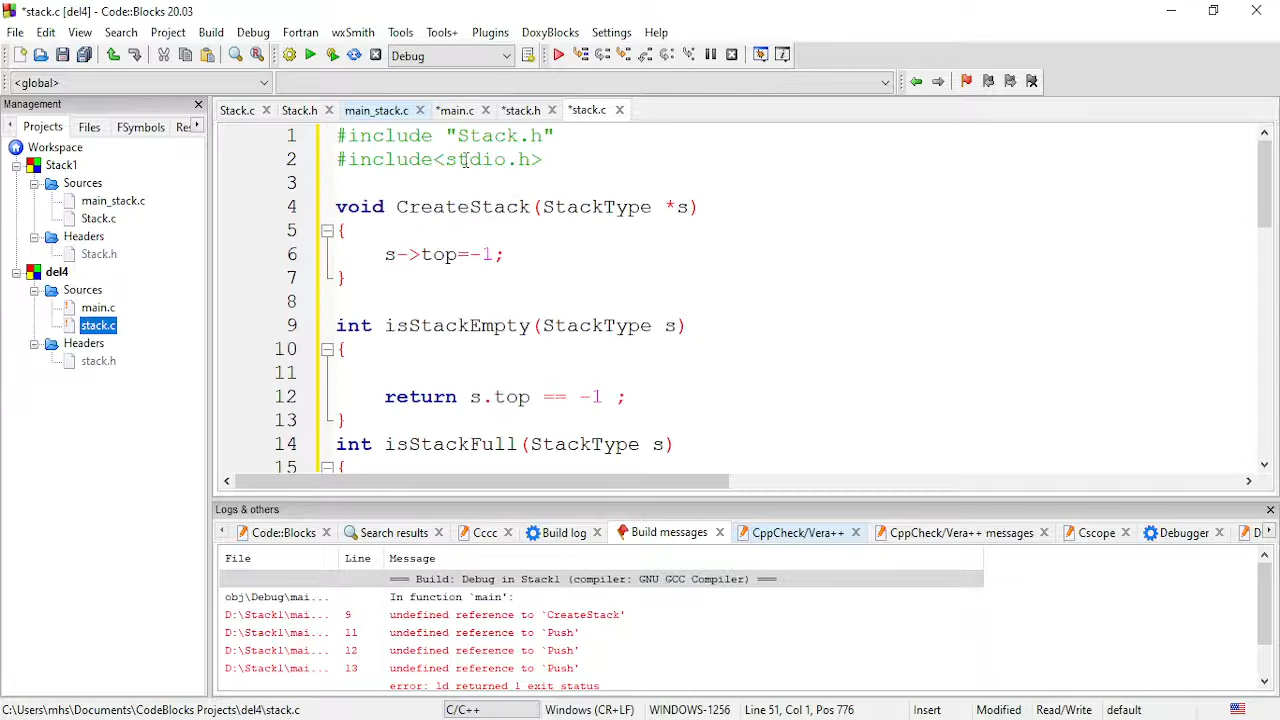 *stack.c [del4] - Code::Blocks 20.03
File Edit View Search Project Build Debug Fortran wxSmith Tools Tools+ Plugins DoxyBlocks Settings Help
Debug
<global>
Management
Projects Files FSymbols Re
Workspace
Stack1
Sources
main_stack.c
Stack.c
Headers
Stack.h
del4
Sources
main.c
stack.c
Headers
stack.h
Stack.c Stack.h main_stack.c *main.c *stack.h *stack.c
1 #include "Stack.h"
2 #include<stdio.h>
3
4 void CreateStack(StackType *s)
5 {
6 s->top=-1;
7 }
8
9 int isStackEmpty(StackType s)
10 {
11
12 return s.top == -1 ;
13 }
14 int isStackFull(StackType s)
15 {
Logs & others
Code::Blocks Search results Cccc Build log Build messages CppCheck/Vera++ CppCheck/Vera++ messages Cscope Debugger D
File Line Message
=== Build: Debug in Stack1 (compiler: GNU GCC Compiler) ===
obj\Debug\mai... In function `main':
D:\Stack1\mai... 9 undefined reference to `CreateStack'
D:\Stack1\mai... 11 undefined reference to `Push'
D:\Stack1\mai... 12 undefined reference to `Push'
D:\Stack1\mai... 13 undefined reference to `Push'
error: ld returned 1 exit status
C:\Users\mhs\Documents\CodeBlocks Projects\del4\stack.c C/C++ Windows (CR+LF) WINDOWS-1256 Line 51, Col 1, Pos 776 Insert Modified Read/Write default